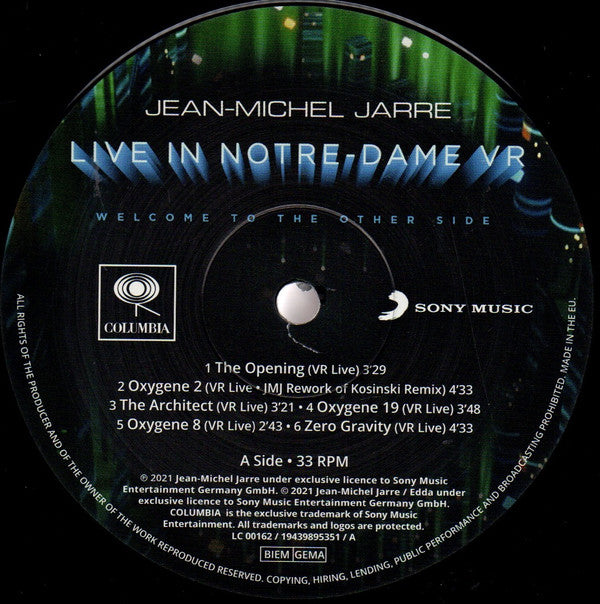 JEAN-MICHEL JARRE
LIVE IN NOTRE-DAME VR
WELCOME TO THE OTHER SIDE
COLUMBIA
SONY MUSIC
1 The Opening (VR Live) 3'29
2 Oxygene 2 (VR Live • JMJ Rework of Kosinski Remix) 4'33
3 The Architect (VR Live) 3'21 • 4 Oxygene 19 (VR Live) 3'48
5 Oxygene 8 (VR Live) 2'43 • 6 Zero Gravity (VR Live) 4'33
A Side • 33 RPM
℗ 2021 Jean-Michel Jarre under exclusive licence to Sony Music
Entertainment Germany GmbH. © 2021 Jean-Michel Jarre / Edda under
exclusive licence to Sony Music Entertainment Germany GmbH.
COLUMBIA is the exclusive trademark of Sony Music
Entertainment. All trademarks and logos are protected.
LC 00162 / 19439895351 / A
BIEM GEMA
ALL RIGHTS OF THE PRODUCER AND OF THE OWNER OF THE WORK REPRODUCED RESERVED. COPYING, HIRING, LENDING, PUBLIC PERFORMANCE AND BROADCASTING PROHIBITED. MADE IN THE EU.